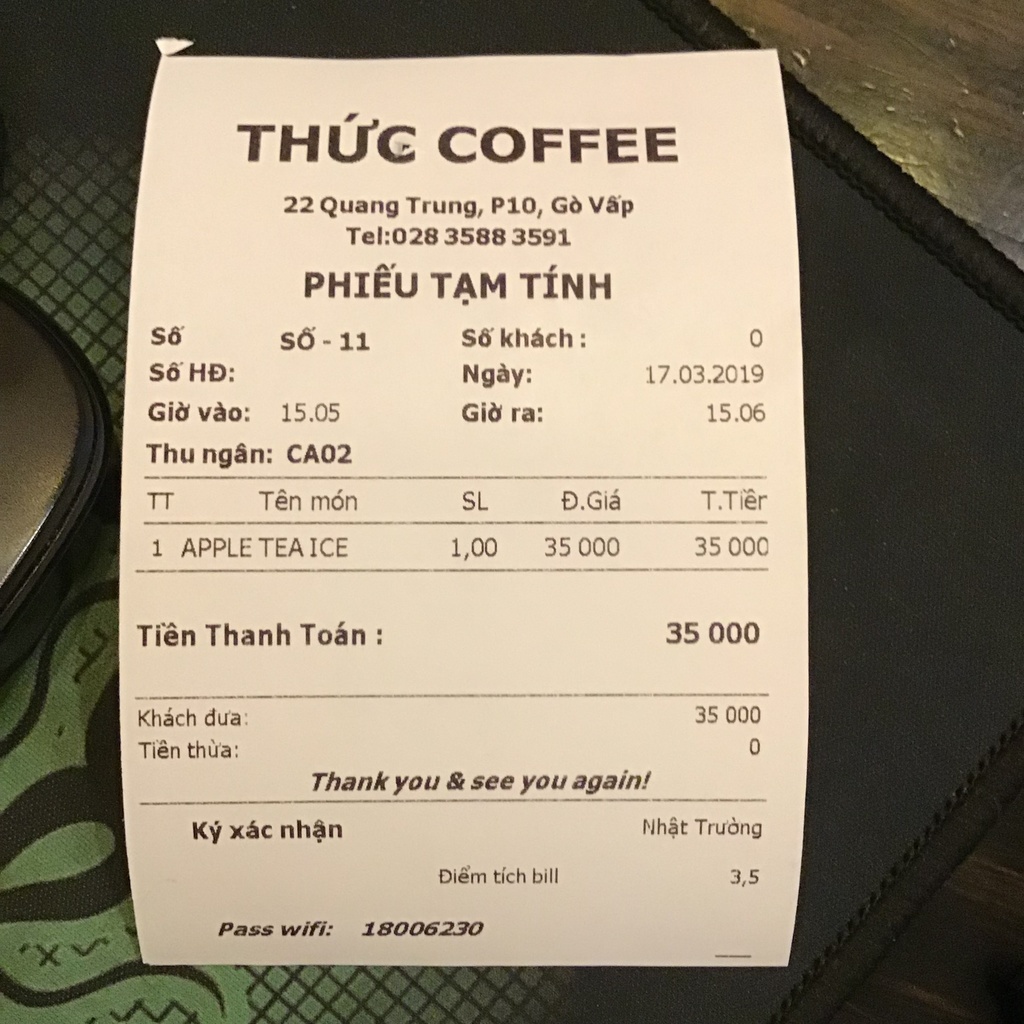 THỨC COFFEE
22 Quang Trung, P10, Gò Vấp
Tel:028 3588 3591
PHIẾU TẠM TÍNH
Số SỐ - 11 Số khách : 0
Số HĐ: Ngày: 17.03.2019
Giờ vào: 15.05 Giờ ra: 15.06
Thu ngân: CA02
TT Tên món SL Đ.Giá T.Tiền
1 APPLE TEA ICE 1,00 35 000 35 000
Tiền Thanh Toán : 35 000
Khách đưa: 35 000
Tiền thừa: 0
Thank you & see you again!
Ký xác nhận Nhật Trường
Điểm tích bill 3,5
Pass wifi: 18006230